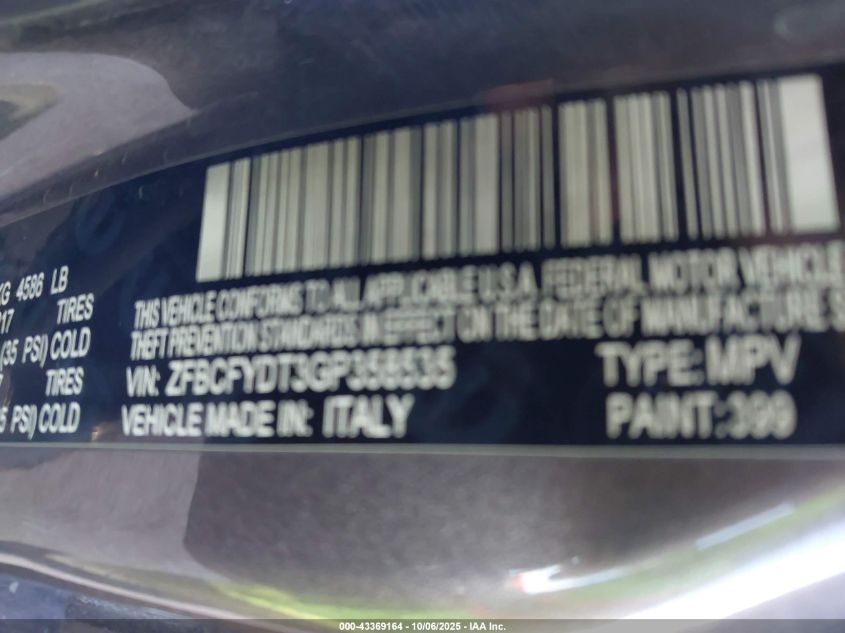 KG 4586 LB
THIS VEHICLE CONFORMS TO ALL APPLICABLE U.S.A. FEDERAL MOTOR VEHICLE
R17 TIRES
THEFT PREVENTION STANDARDS IN EFFECT ON THE DATE OF MANUFACTURE S
(35 PSI) COLD
VIN: ZFBCFYDT3GP358535 TYPE: MPV
TIRES
VEHICLE MADE IN: ITALY PAINT: 399
5 PSI) COLD
000-43369164 - 10/06/2025 - IAA Inc.